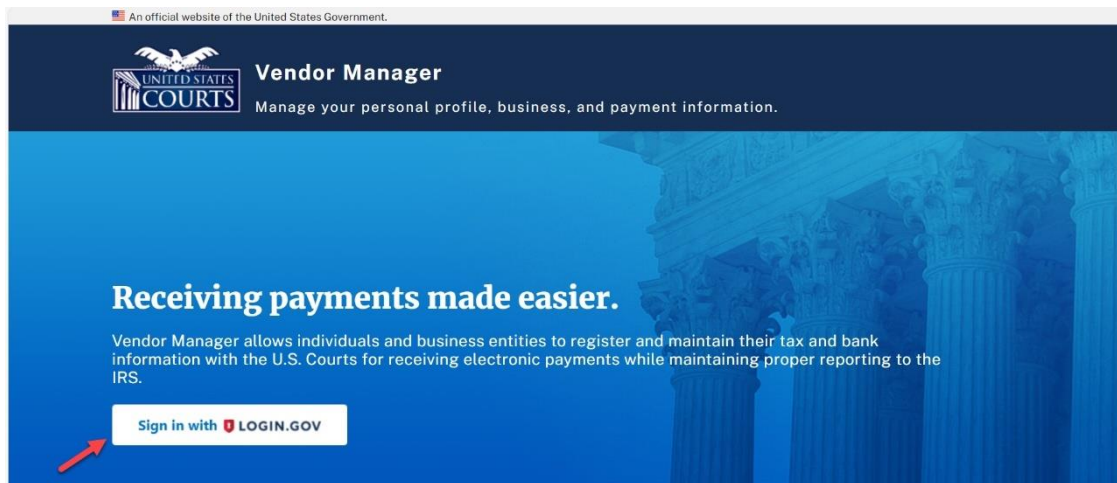 An official website of the United States Government.
UNITED STATES
COURTS
Vendor Manager
Manage your personal profile, business, and payment information.
Receiving payments made easier.
Vendor Manager allows individuals and business entities to register and maintain their tax and bank
information with the U.S. Courts for receiving electronic payments while maintaining proper reporting to the
IRS.
Sign in with LOGIN.GOV